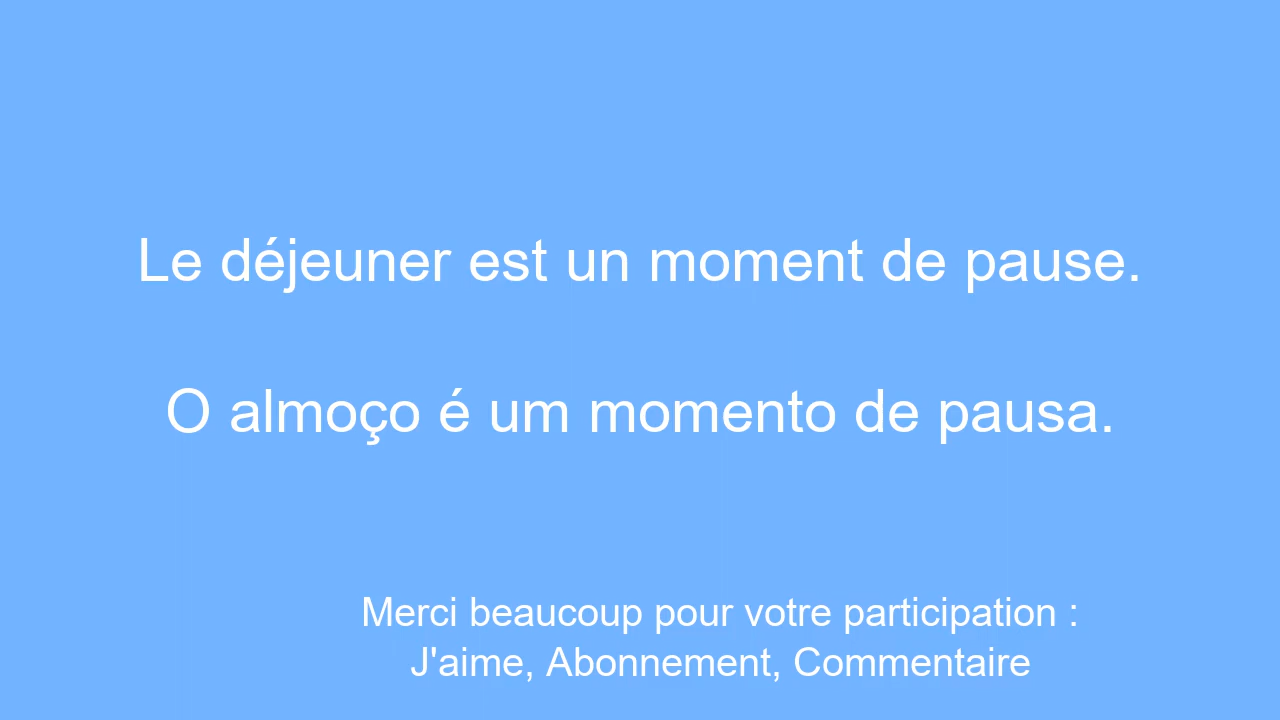 Le déjeuner est un moment de pause.
O almoço é um momento de pausa.
Merci beaucoup pour votre participation :
J'aime, Abonnement, Commentaire